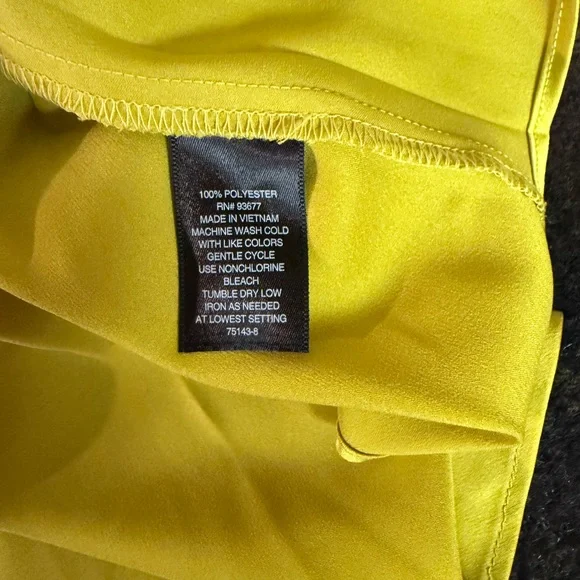 100% POLYESTER
RN# 93677
MADE IN VIETNAM
MACHINE WASH COLD
WITH LIKE COLORS
GENTLE CYCLE
USE NONCHLORINE
BLEACH
TUMBLE DRY LOW
IRON AS NEEDED
AT LOWEST SETTING
75143-8